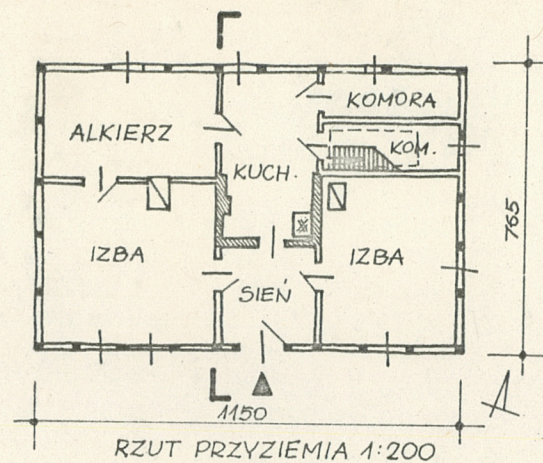 KOMORA
ALKIERZ
KOM.
KUCH.
IZBA
IZBA
SIEŃ
765
1150
RZUT PRZYZIEMIA 1:200